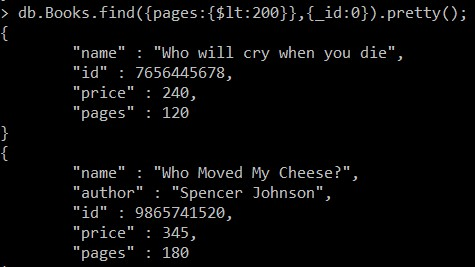 > db.Books.find({pages:{$lt:200}},{_id:0}).pretty();
{
        "name" : "Who will cry when you die",
        "id" : 7656445678,
        "price" : 240,
        "pages" : 120
}
{
        "name" : "Who Moved My Cheese?",
        "author" : "Spencer Johnson",
        "id" : 9865741520,
        "price" : 345,
        "pages" : 180